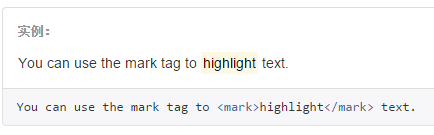 实例：
You can use the mark tag to highlight text.
You can use the mark tag to <mark>highlight</mark> text.